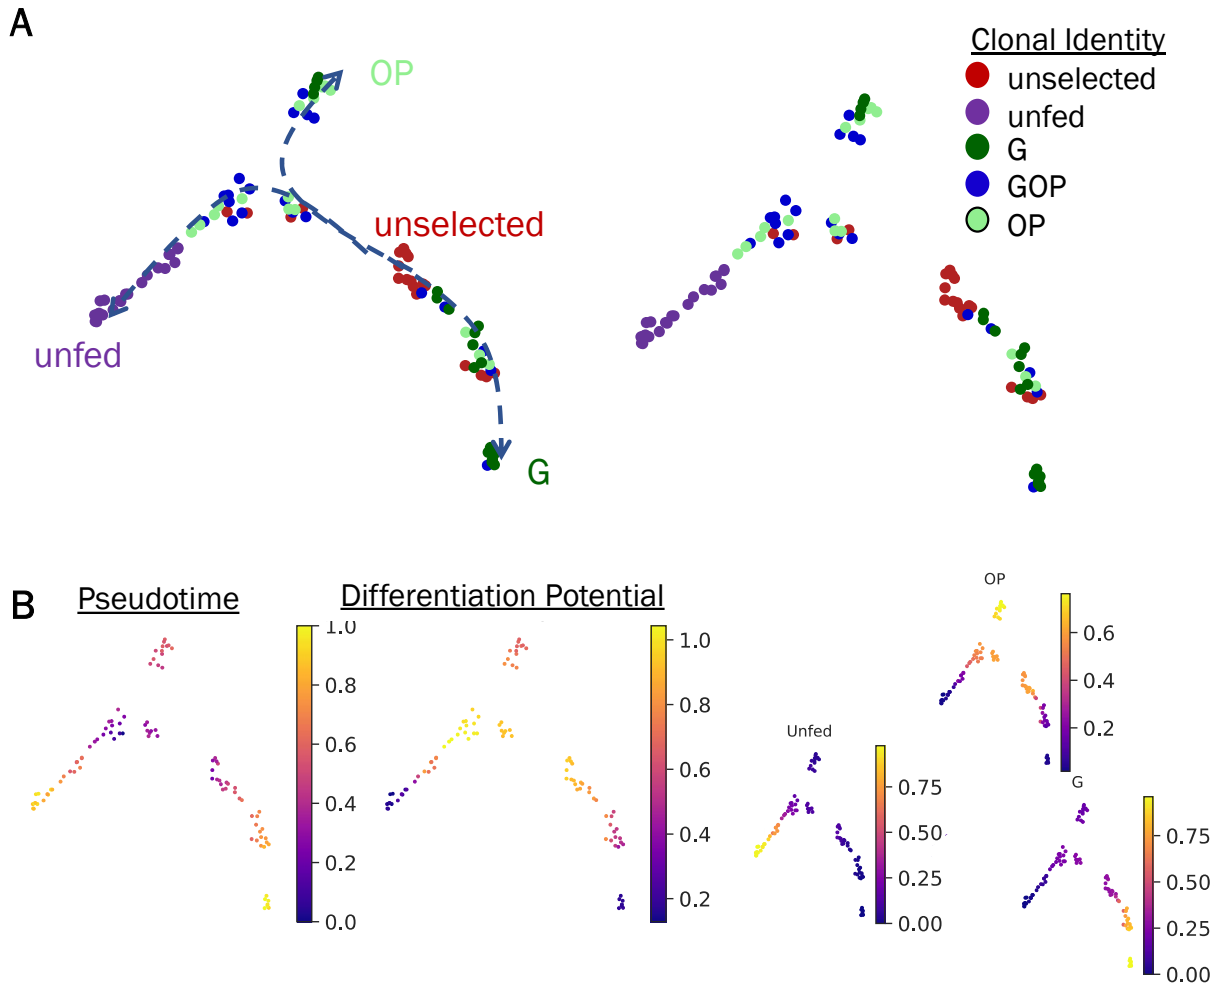 A
Clonal Identity
unselected
unfed
G
GOP
OP
OP
unselected
unfed
G
B
Pseudotime
Differentiation Potential
1.0
0.8
0.6
0.4
0.2
0.0
1.0
0.8
0.6
0.4
0.2
OP
0.6
0.4
0.2
Unfed
0.75
0.50
0.25
0.00
G
0.75
0.50
0.25
0.00